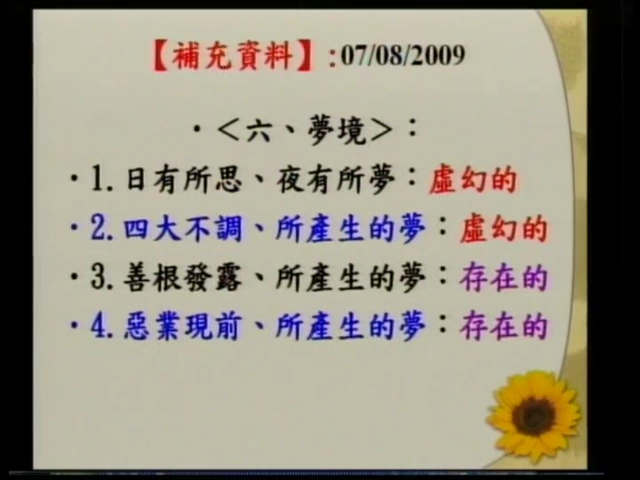 【補充資料】:07/08/2009
·＜六、夢境＞：
·1.日有所思、夜有所夢：虛幻的
·2.四大不調、所產生的夢：虛幻的
·3.善根發露、所產生的夢：存在的
·4.惡業現前、所產生的夢：存在的